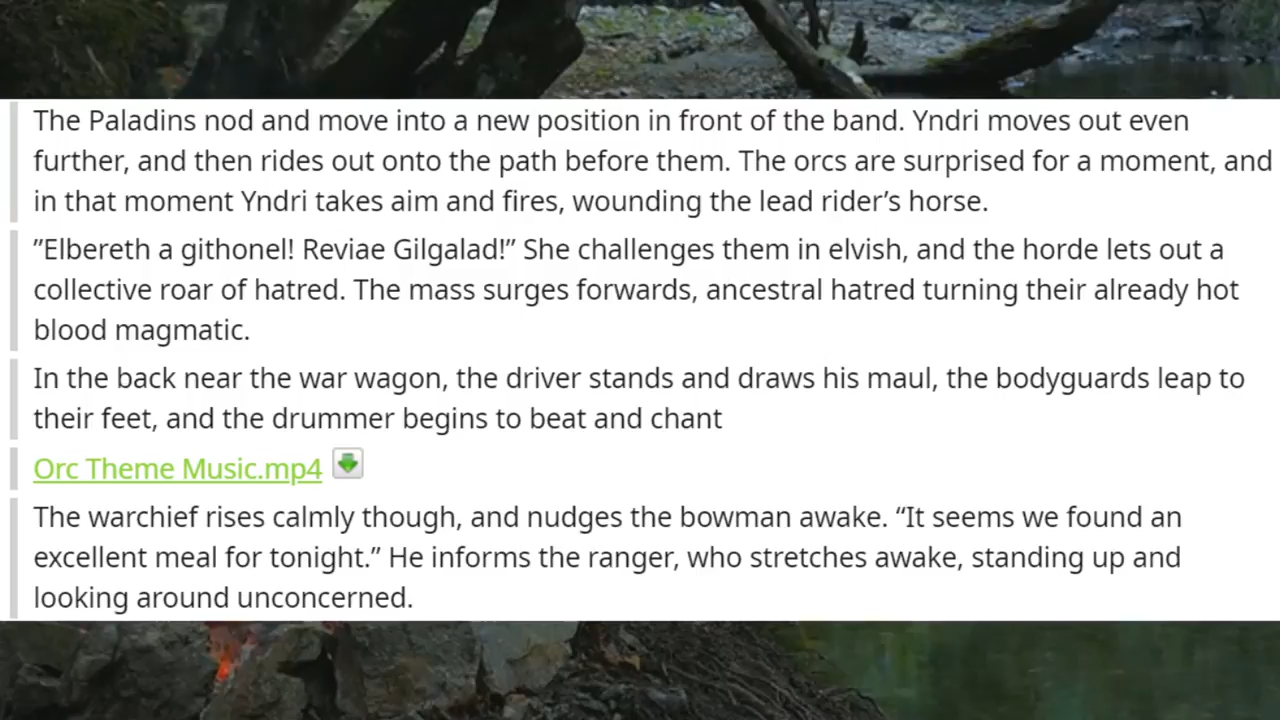 The Paladins nod and move into a new position in front of the band. Yndri moves out even
further, and then rides out onto the path before them. The orcs are surprised for a moment, and
in that moment Yndri takes aim and fires, wounding the lead rider’s horse.
”Elbereth a githonel! Reviae Gilgalad!” She challenges them in elvish, and the horde lets out a
collective roar of hatred. The mass surges forwards, ancestral hatred turning their already hot
blood magmatic.
In the back near the war wagon, the driver stands and draws his maul, the bodyguards leap to
their feet, and the drummer begins to beat and chant
Orc Theme Music.mp4
The warchief rises calmly though, and nudges the bowman awake. “It seems we found an
excellent meal for tonight.” He informs the ranger, who stretches awake, standing up and
looking around unconcerned.